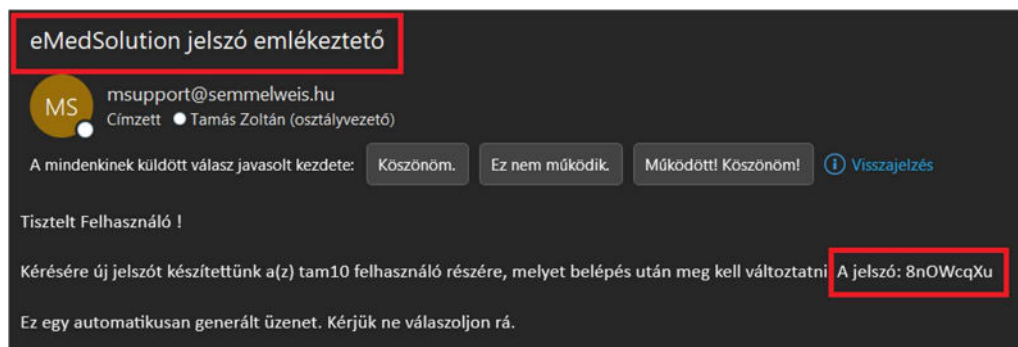 eMedSolution jelszó emlékeztető
MS
msupport@semmelweis.hu
Címzett Tamás Zoltán (osztályvezető)
A mindenkinek küldött válasz javasolt kezdete: Köszönöm. Ez nem működik. Működött! Köszönöm! Visszajelzés
Tisztelt Felhasználó !
Kérésére új jelszót készítettünk a(z) tam10 felhasználó részére, melyet belépés után meg kell változtatni A jelszó: 8nOWcqXu
Ez egy automatikusan generált üzenet. Kérjük ne válaszoljon rá.